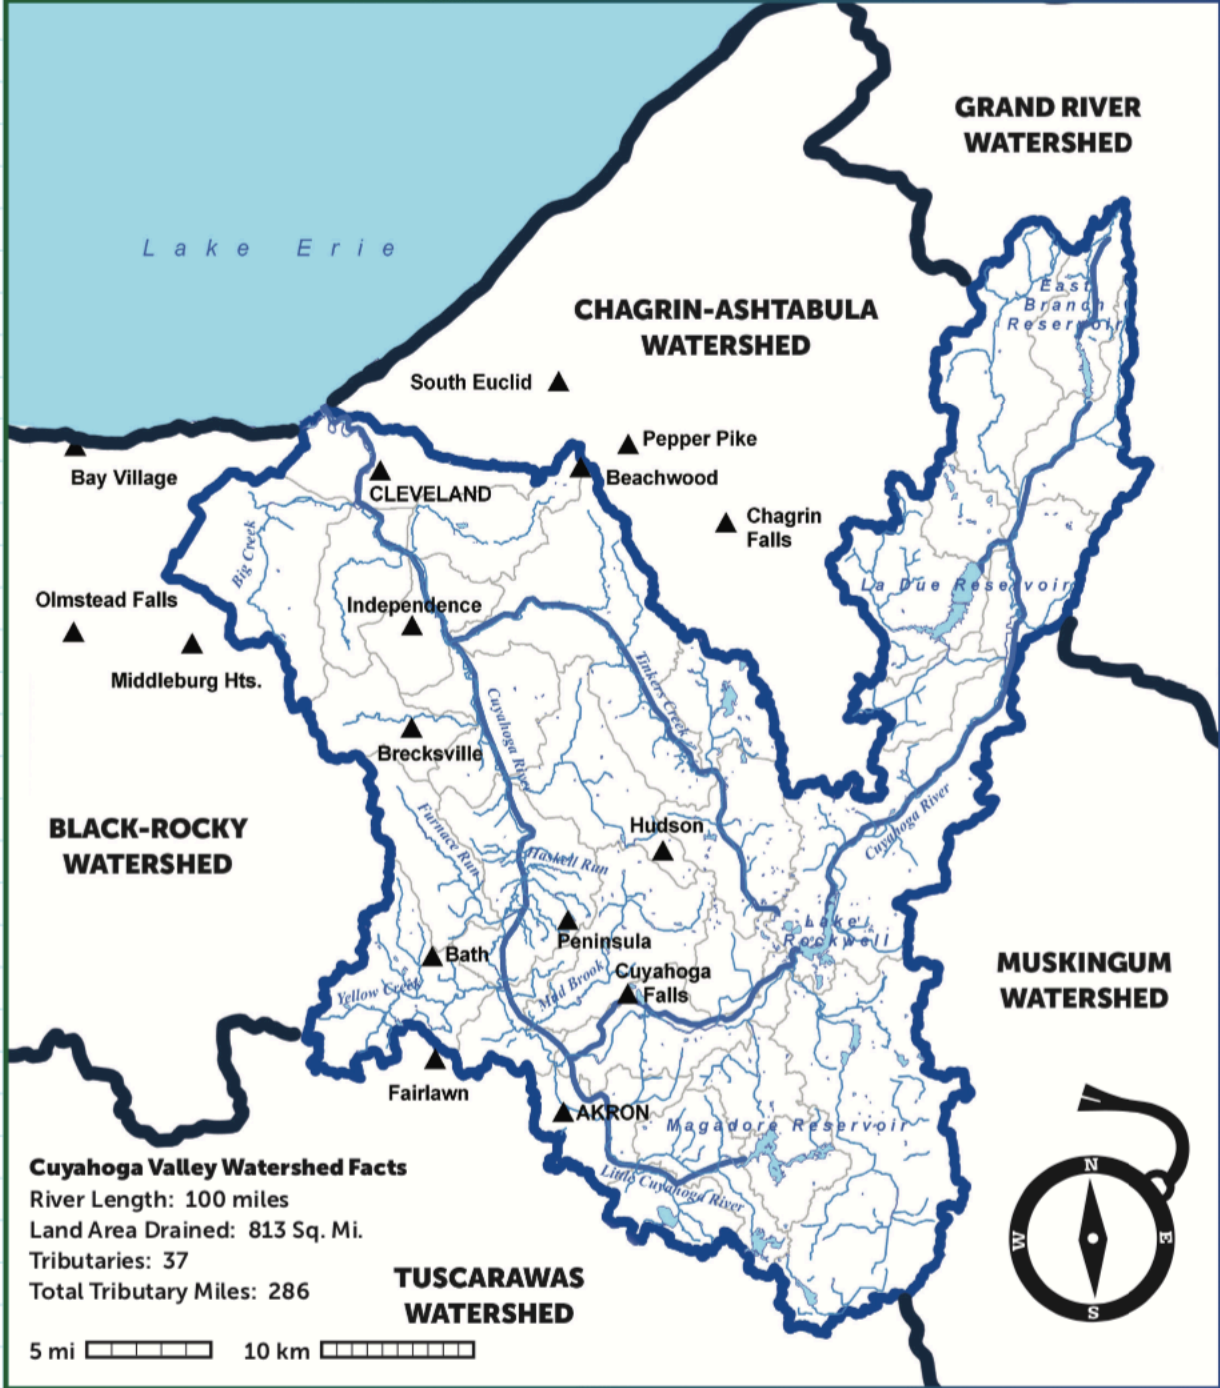 GRAND RIVER
WATERSHED
Lake Erie
East
Branch
Reservoir
CHAGRIN-ASHTABULA
WATERSHED
South Euclid
Pepper Pike
Bay Village
Beachwood
CLEVELAND
Chagrin
Falls
Big Creek
La Due Reservoir
Olmstead Falls
Independence
Middleburg Hts.
Tinkers Creek
Cuyahoga River
Brecksville
BLACK-ROCKY
WATERSHED
Furnace Run
Hudson
Cuyahoga River
Haskell Run
Lake
Rockwell
Peninsula
Bath
Mud Brook
Cuyahoga
Falls
Yellow Creek
MUSKINGUM
WATERSHED
Fairlawn
AKRON
Magadore Reservoir
Little Cuyahoga River
Cuyahoga Valley Watershed Facts
River Length: 100 miles
Land Area Drained: 813 Sq. Mi.
Tributaries: 37
Total Tributary Miles: 286
TUSCARAWAS
WATERSHED
5 mi
10 km
N
W
E
S